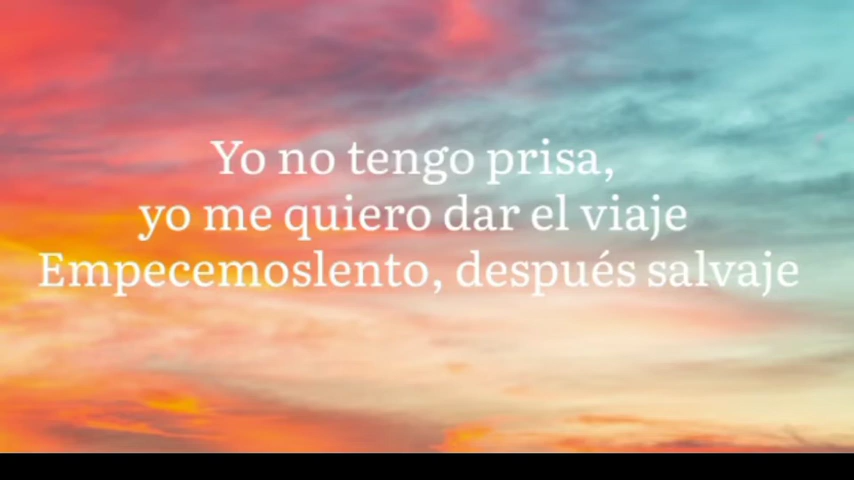 Yo no tengo prisa,
yo me quiero dar el viaje
Empecemoslento, después salvaje